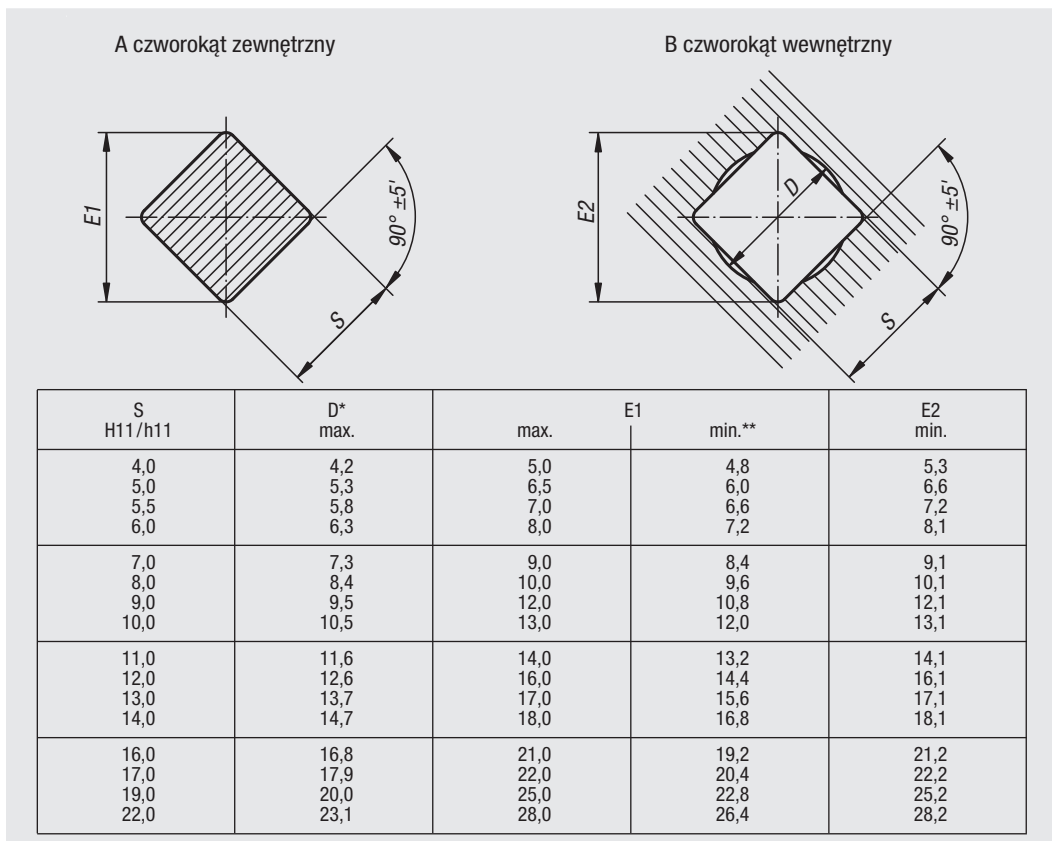 A czworokąt zewnętrzny
B czworokąt wewnętrzny
E1
90° ±5'
S
E2
D
90° ±5'
S
S H11/h11 D* max. E1 max. min.** E2 min.
4,0 4,2 5,0 4,8 5,3
5,0 5,3 6,5 6,0 6,6
5,5 5,8 7,0 6,6 7,2
6,0 6,3 8,0 7,2 8,1
7,0 7,3 9,0 8,4 9,1
8,0 8,4 10,0 9,6 10,1
9,0 9,5 12,0 10,8 12,1
10,0 10,5 13,0 12,0 13,1
11,0 11,6 14,0 13,2 14,1
12,0 12,6 16,0 14,4 16,1
13,0 13,7 17,0 15,6 17,1
14,0 14,7 18,0 16,8 18,1
16,0 16,8 21,0 19,2 21,2
17,0 17,9 22,0 20,4 22,2
19,0 20,0 25,0 22,8 25,2
22,0 23,1 28,0 26,4 28,2